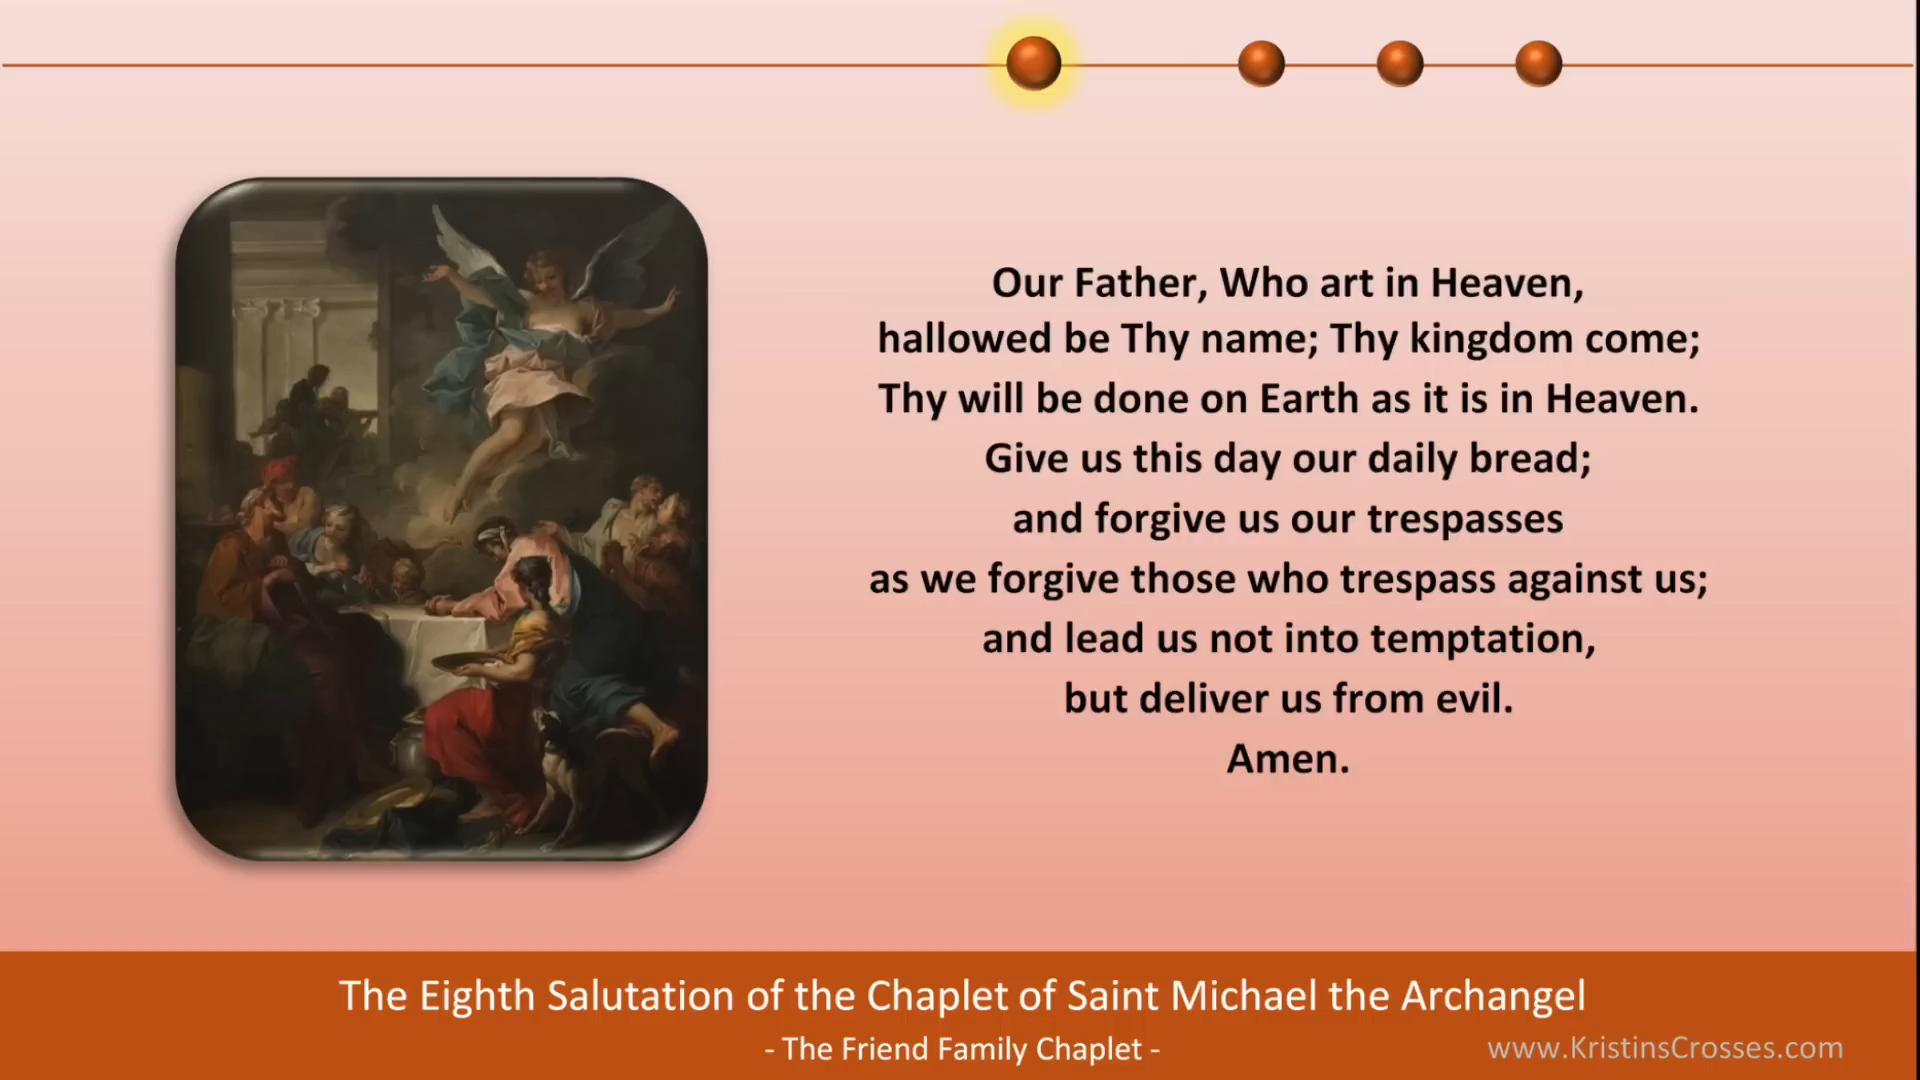 Our Father, Who art in Heaven,
hallowed be Thy name; Thy kingdom come;
Thy will be done on Earth as it is in Heaven.
Give us this day our daily bread;
and forgive us our trespasses
as we forgive those who trespass against us;
and lead us not into temptation,
but deliver us from evil.
Amen.
The Eighth Salutation of the Chaplet of Saint Michael the Archangel
- The Friend Family Chaplet -
www.KristinsCrosses.com